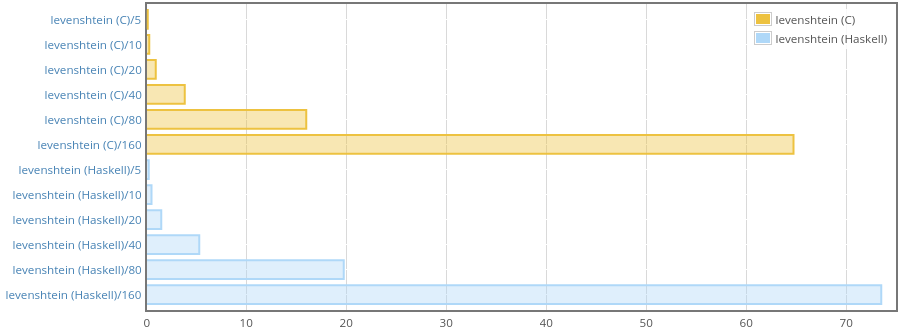 levenshtein (C)/5
levenshtein (C)/10
levenshtein (C)/20
levenshtein (C)/40
levenshtein (C)/80
levenshtein (C)/160
levenshtein (Haskell)/5
levenshtein (Haskell)/10
levenshtein (Haskell)/20
levenshtein (Haskell)/40
levenshtein (Haskell)/80
levenshtein (Haskell)/160
levenshtein (C)
levenshtein (Haskell)
0 10 20 30 40 50 60 70